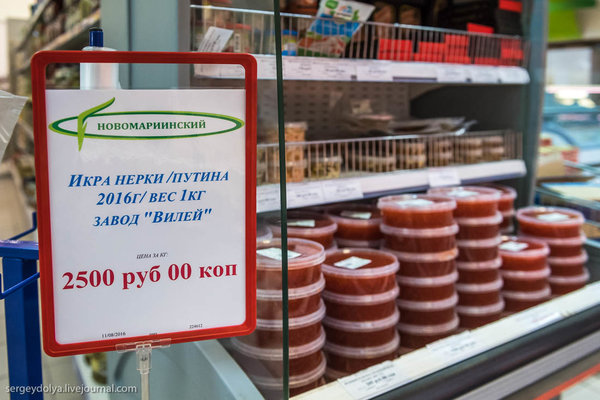 НОВОМАРИИНСКИЙ
Икра нерки /путина
2016г/ вес 1кг
завод "Вилей"
ЦЕНА ЗА КГ:
2500 руб 00 коп
11/08/2016
224612
sergeydolya.livejournal.com